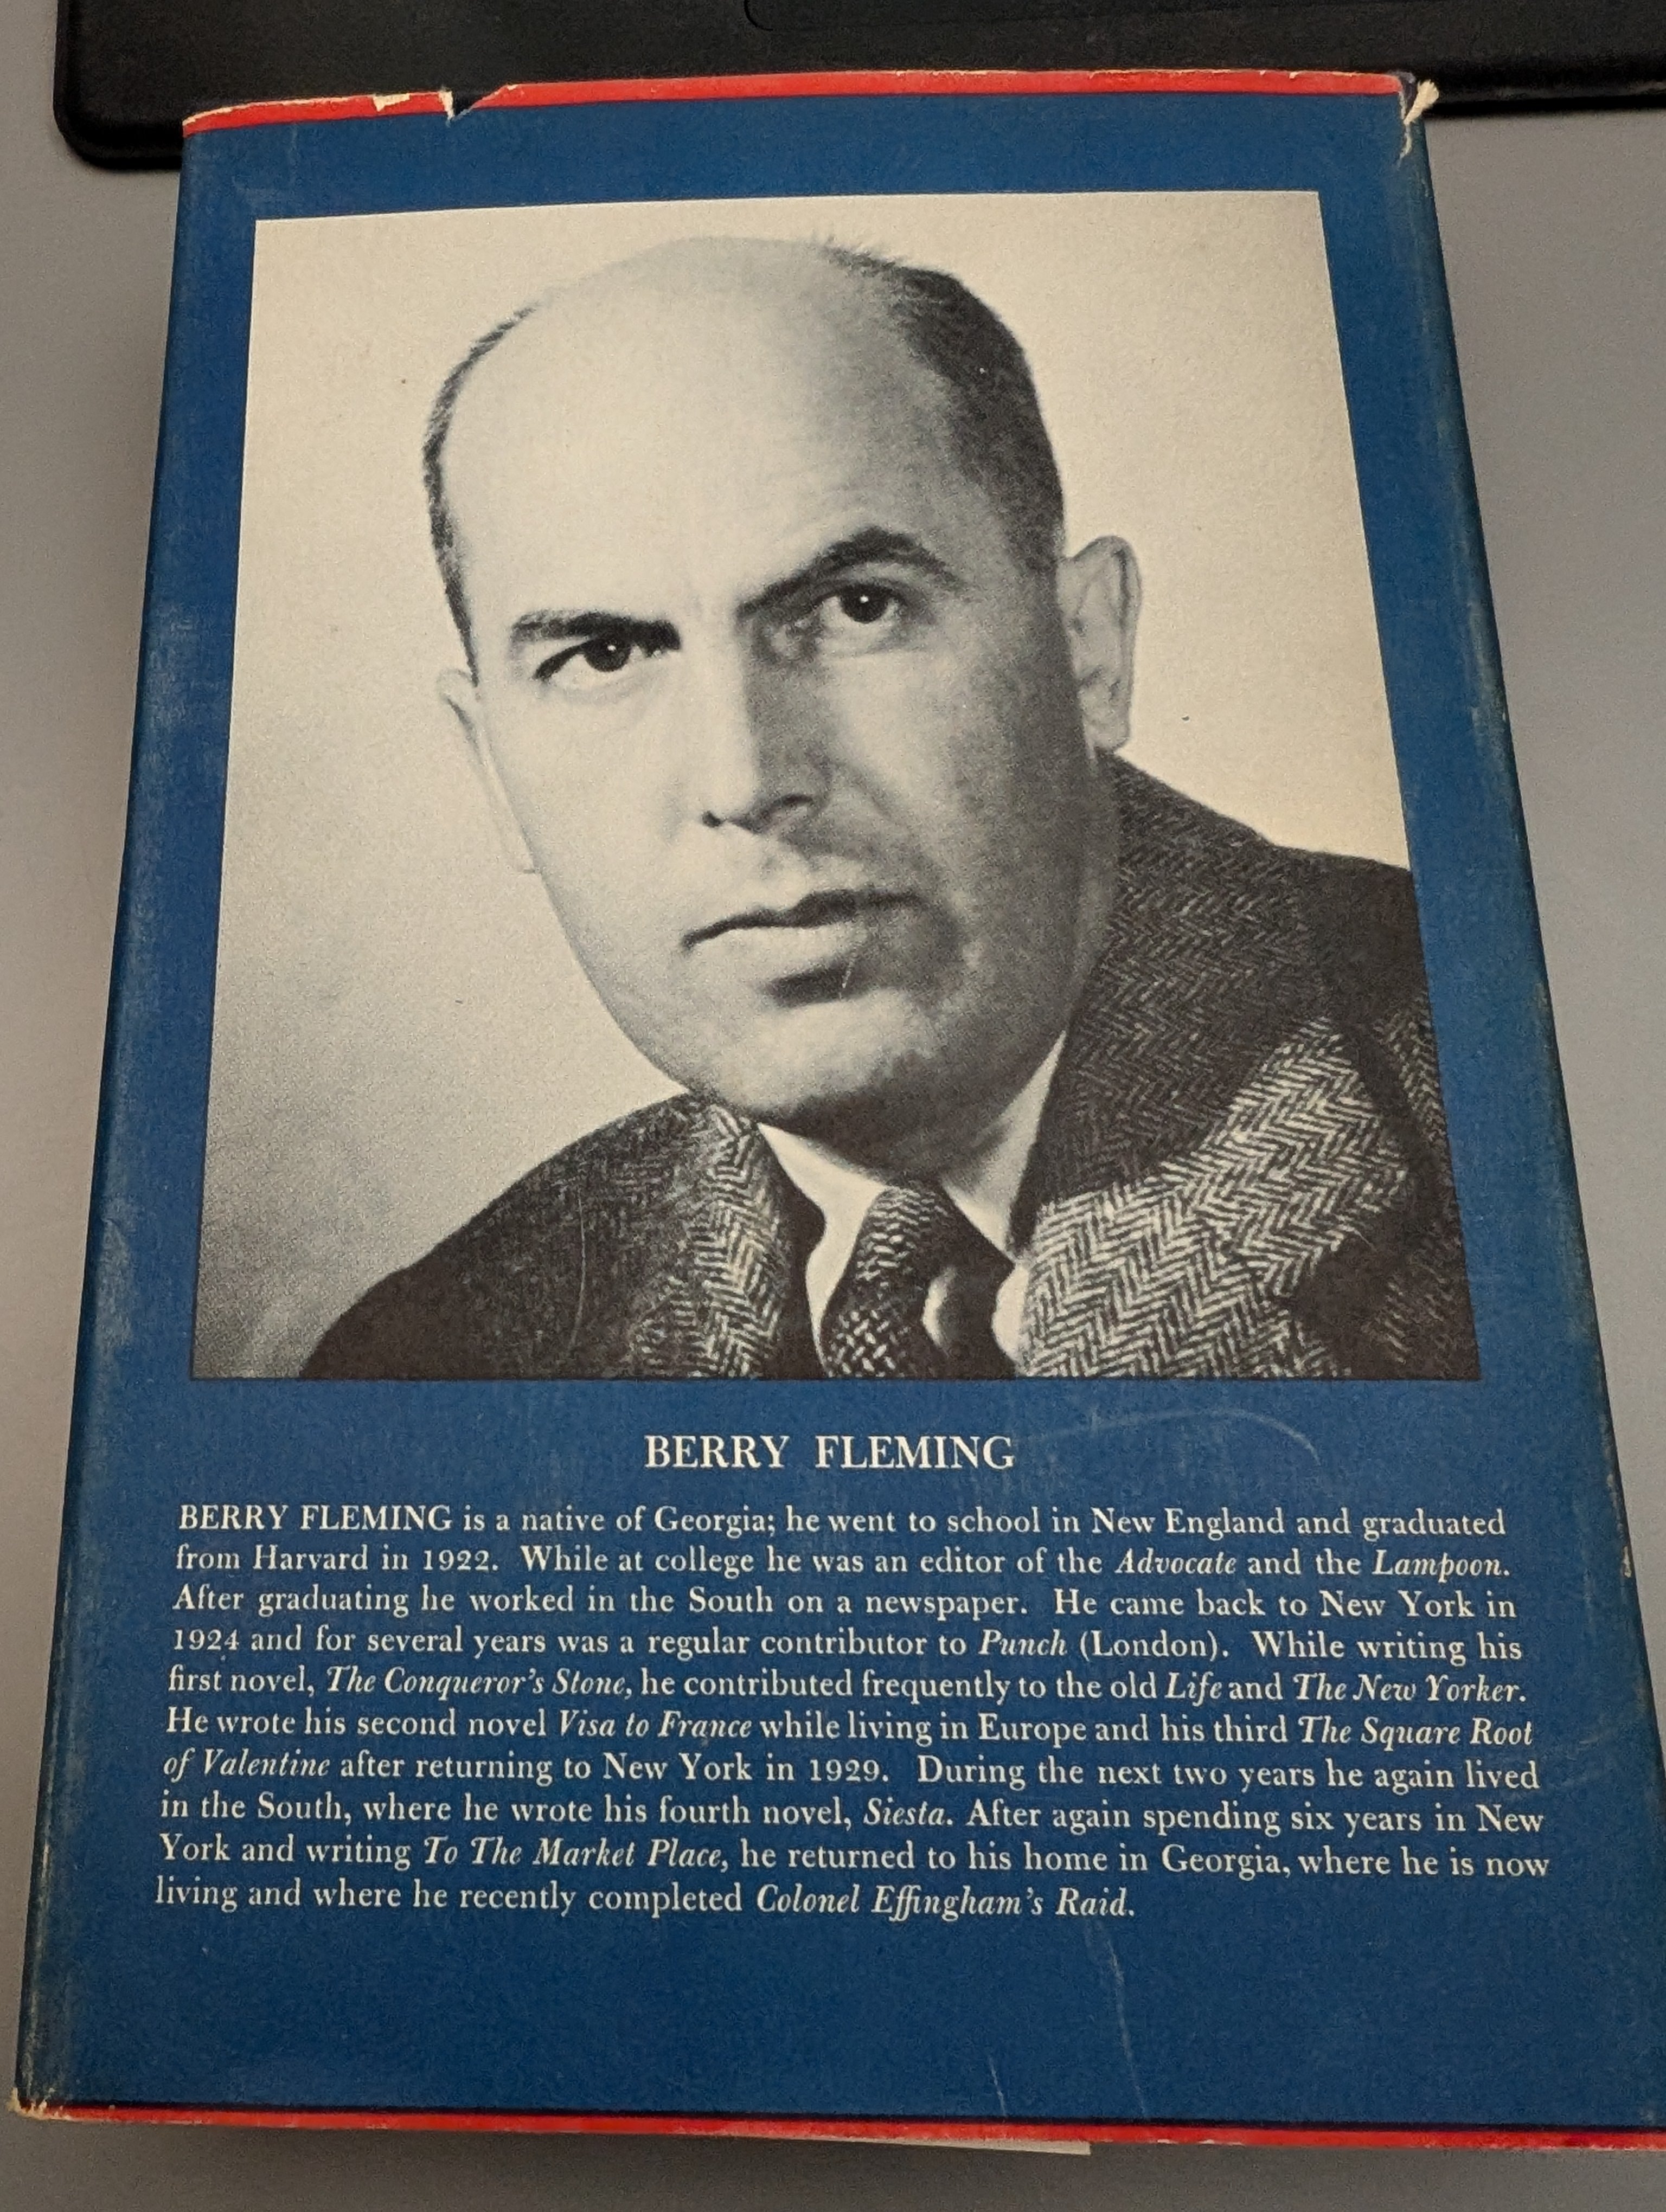 BERRY FLEMING
BERRY FLEMING is a native of Georgia; he went to school in New England and graduated
from Harvard in 1922. While at college he was an editor of the Advocate and the Lampoon.
After graduating he worked in the South on a newspaper. He came back to New York in
1924 and for several years was a regular contributor to Punch (London). While writing his
first novel, The Conqueror's Stone, he contributed frequently to the old Life and The New Yorker.
He wrote his second novel Visa to France while living in Europe and his third The Square Root
of Valentine after returning to New York in 1929. During the next two years he again lived
in the South, where he wrote his fourth novel, Siesta. After again spending six years in New
York and writing To The Market Place, he returned to his home in Georgia, where he is now
living and where he recently completed Colonel Effingham's Raid.